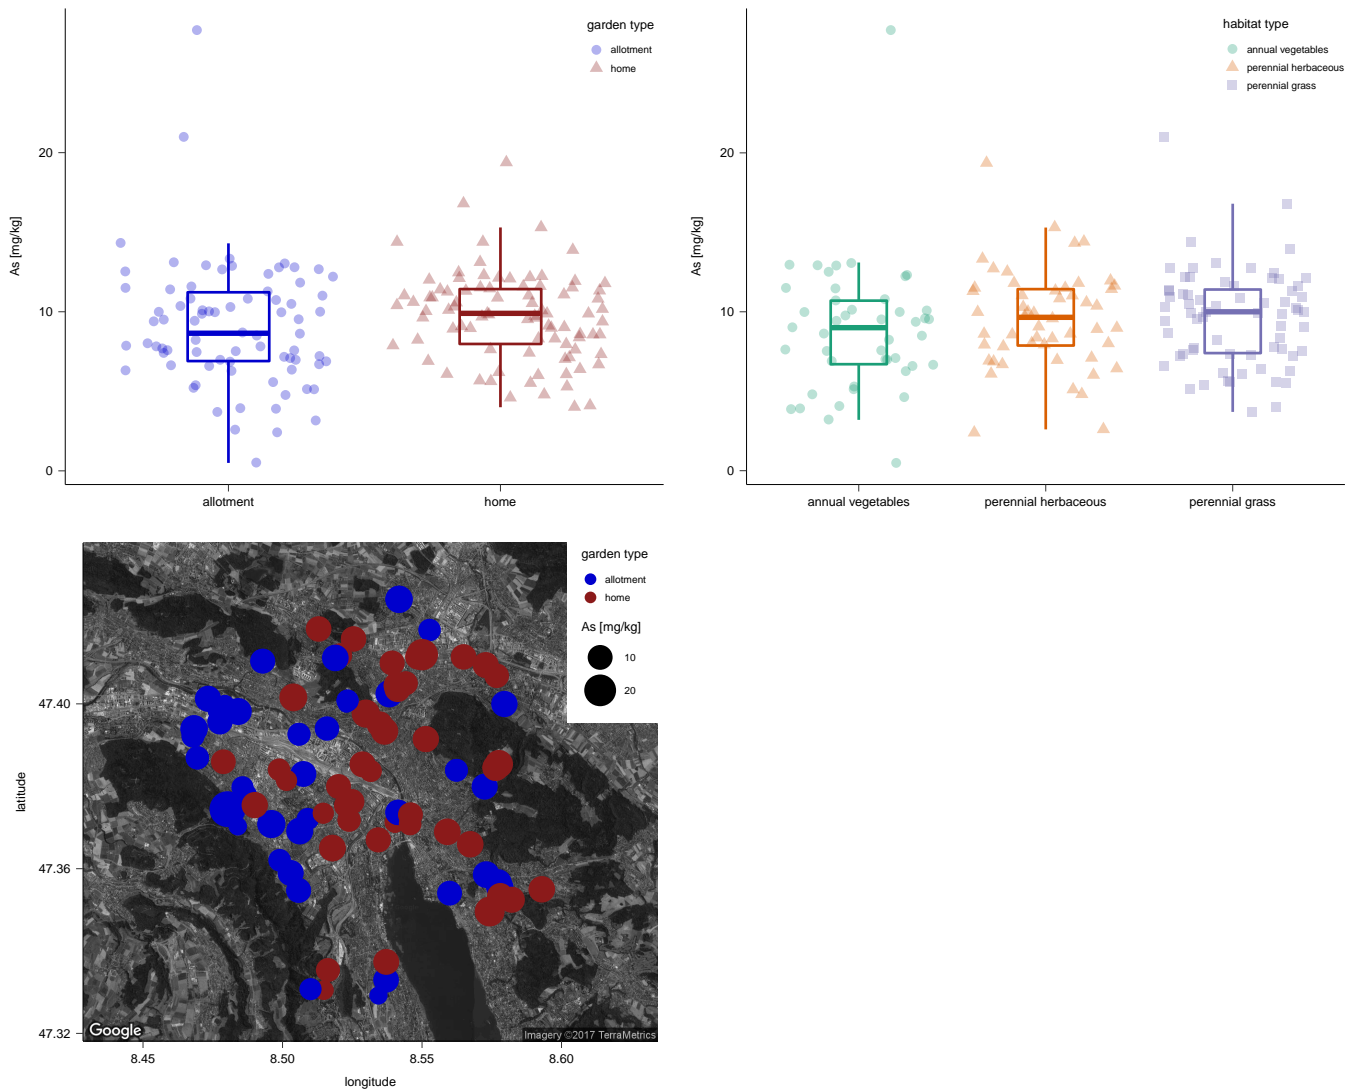 garden type
allotment
home
As [mg/kg]
20
10
0
allotment
home
habitat type
annual vegetables
perennial herbaceous
perennial grass
As [mg/kg]
20
10
0
annual vegetables
perennial herbaceous
perennial grass
garden type
allotment
home
As [mg/kg]
10
20
latitude
47.40
47.36
47.32
Google
Imagery ©2017 TerraMetrics
8.45
8.50
8.55
8.60
longitude